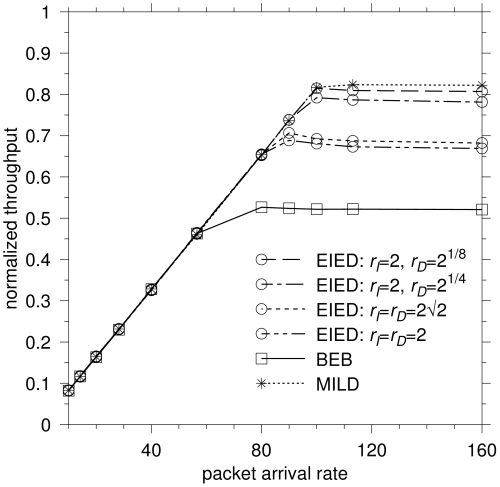 1
0.9
0.8
0.7
0.6
0.5
0.4
0.3
0.2
0.1
0
normalized throughput
EIED: r_I=2, r_D=2^{1/8}
EIED: r_I=2, r_D=2^{1/4}
EIED: r_I=r_D=2√2
EIED: r_I=r_D=2
BEB
MILD
40
80
120
160
packet arrival rate